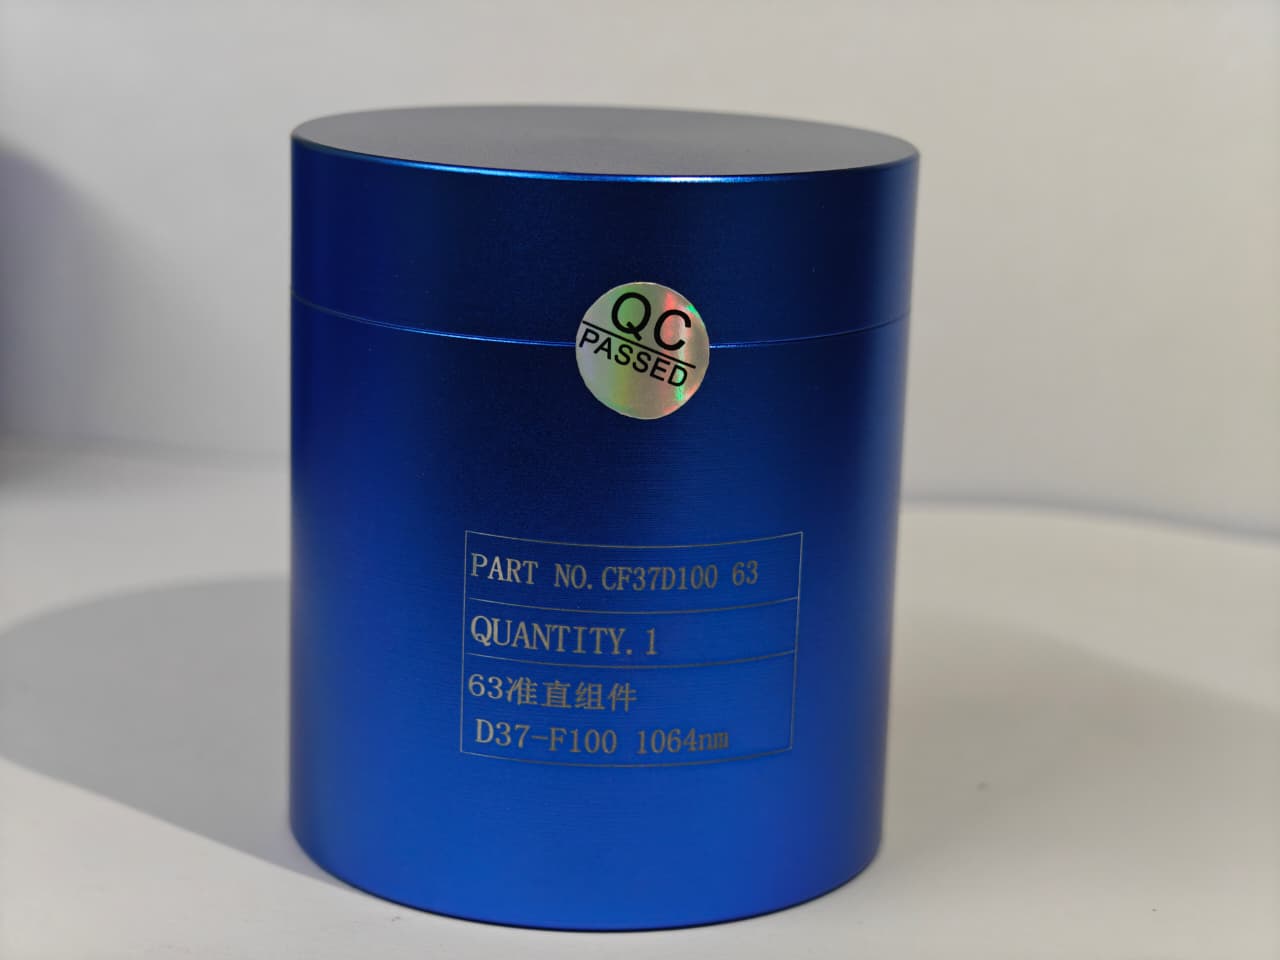 QC
PASSED
PART NO.CF37D100 63
QUANTITY.1
63准直组件
D37-F100 1064nm